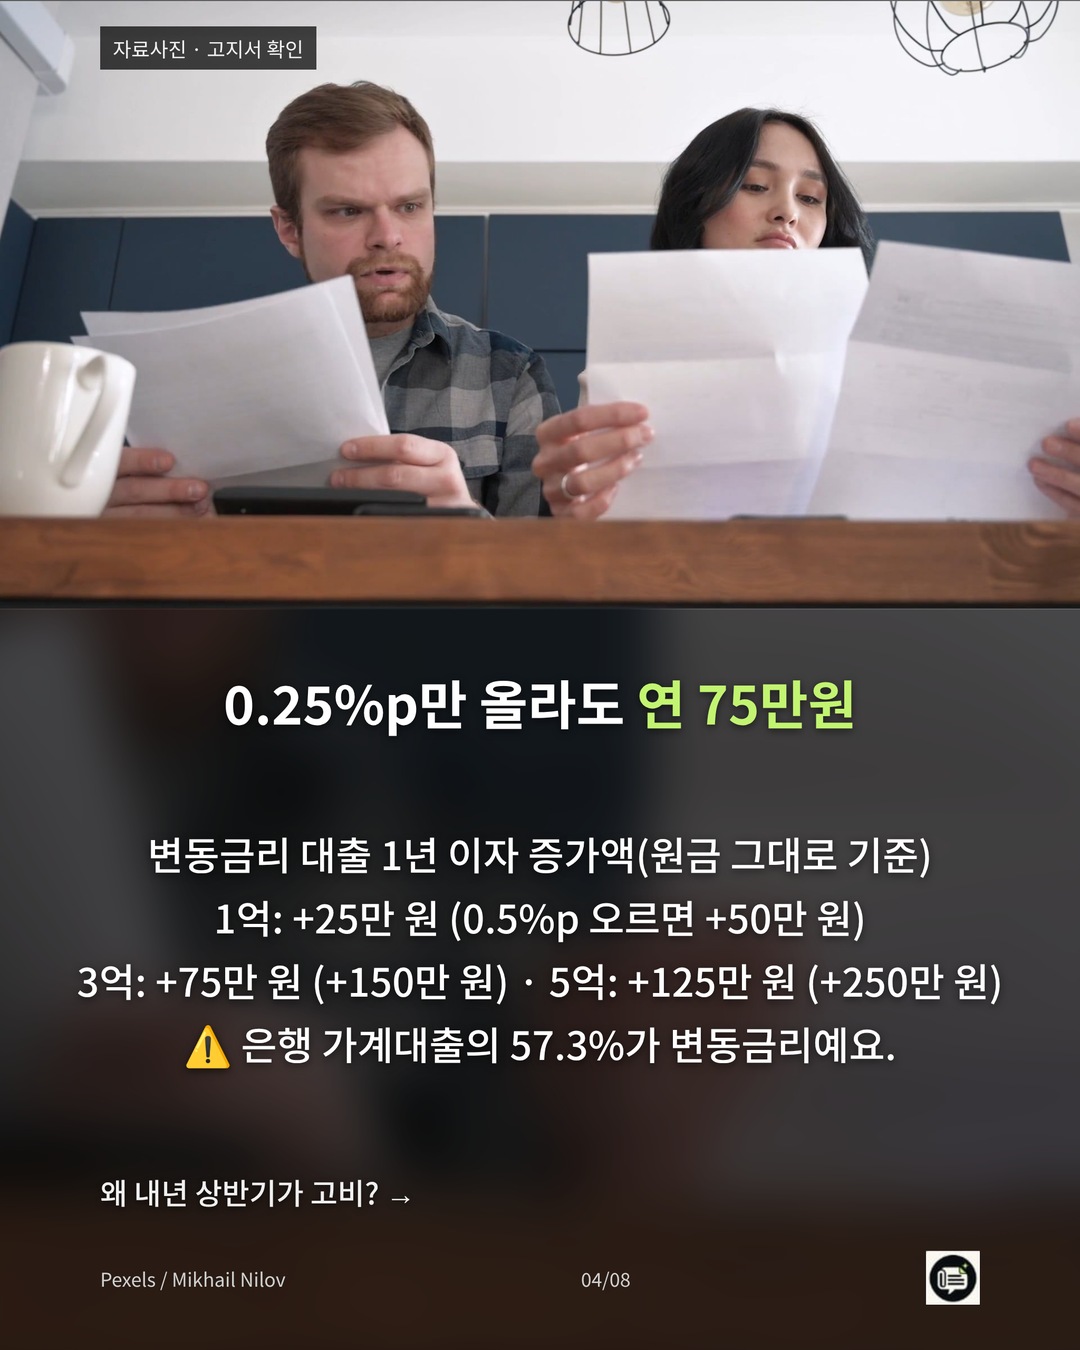 자료사진 · 고지서 확인
0.25%p만 올라도 연 75만원
변동금리 대출 1년 이자 증가액(원금 그대로 기준)
1억: +25만 원 (0.5%p 오르면 +50만 원)
3억: +75만 원 (+150만 원) · 5억: +125만 원 (+250만 원)
⚠️ 은행 가계대출의 57.3%가 변동금리예요.
왜 내년 상반기가 고비? →
Pexels / Mikhail Nilov
04/08